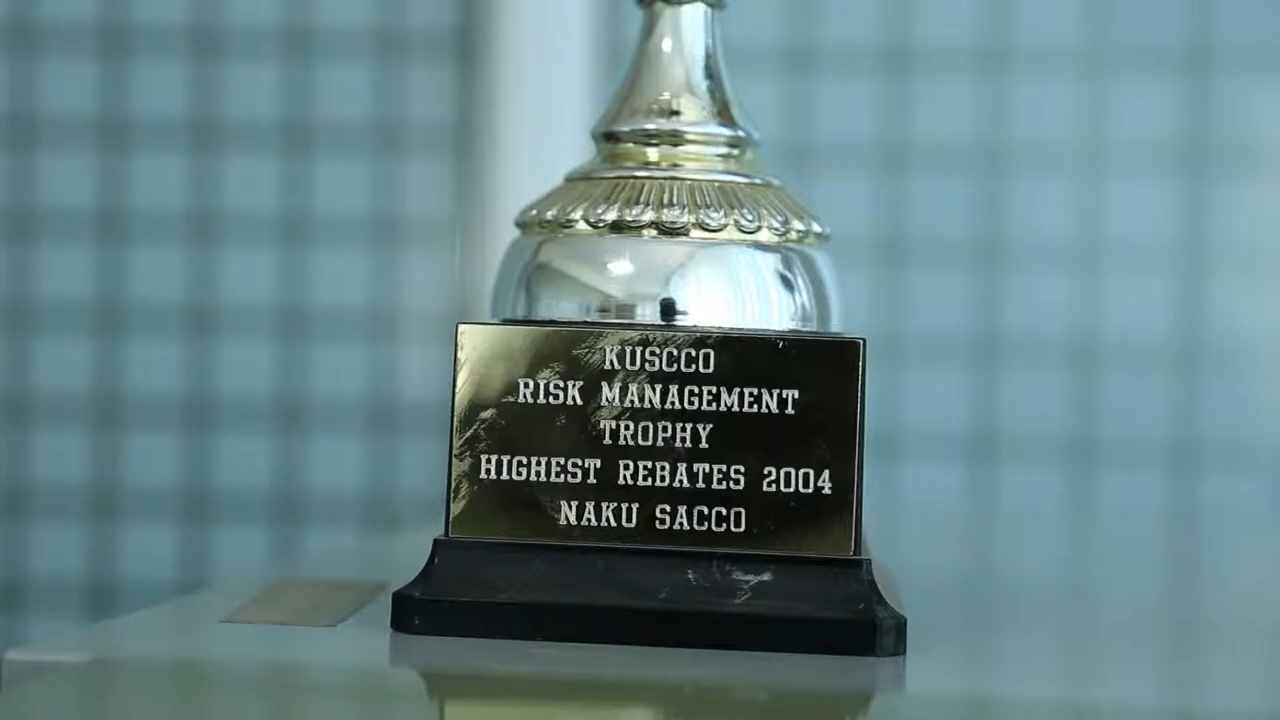 KUSCCO
RISK MANAGEMENT
TROPHY
HIGHEST REBATES 2004
NAKU SACCO